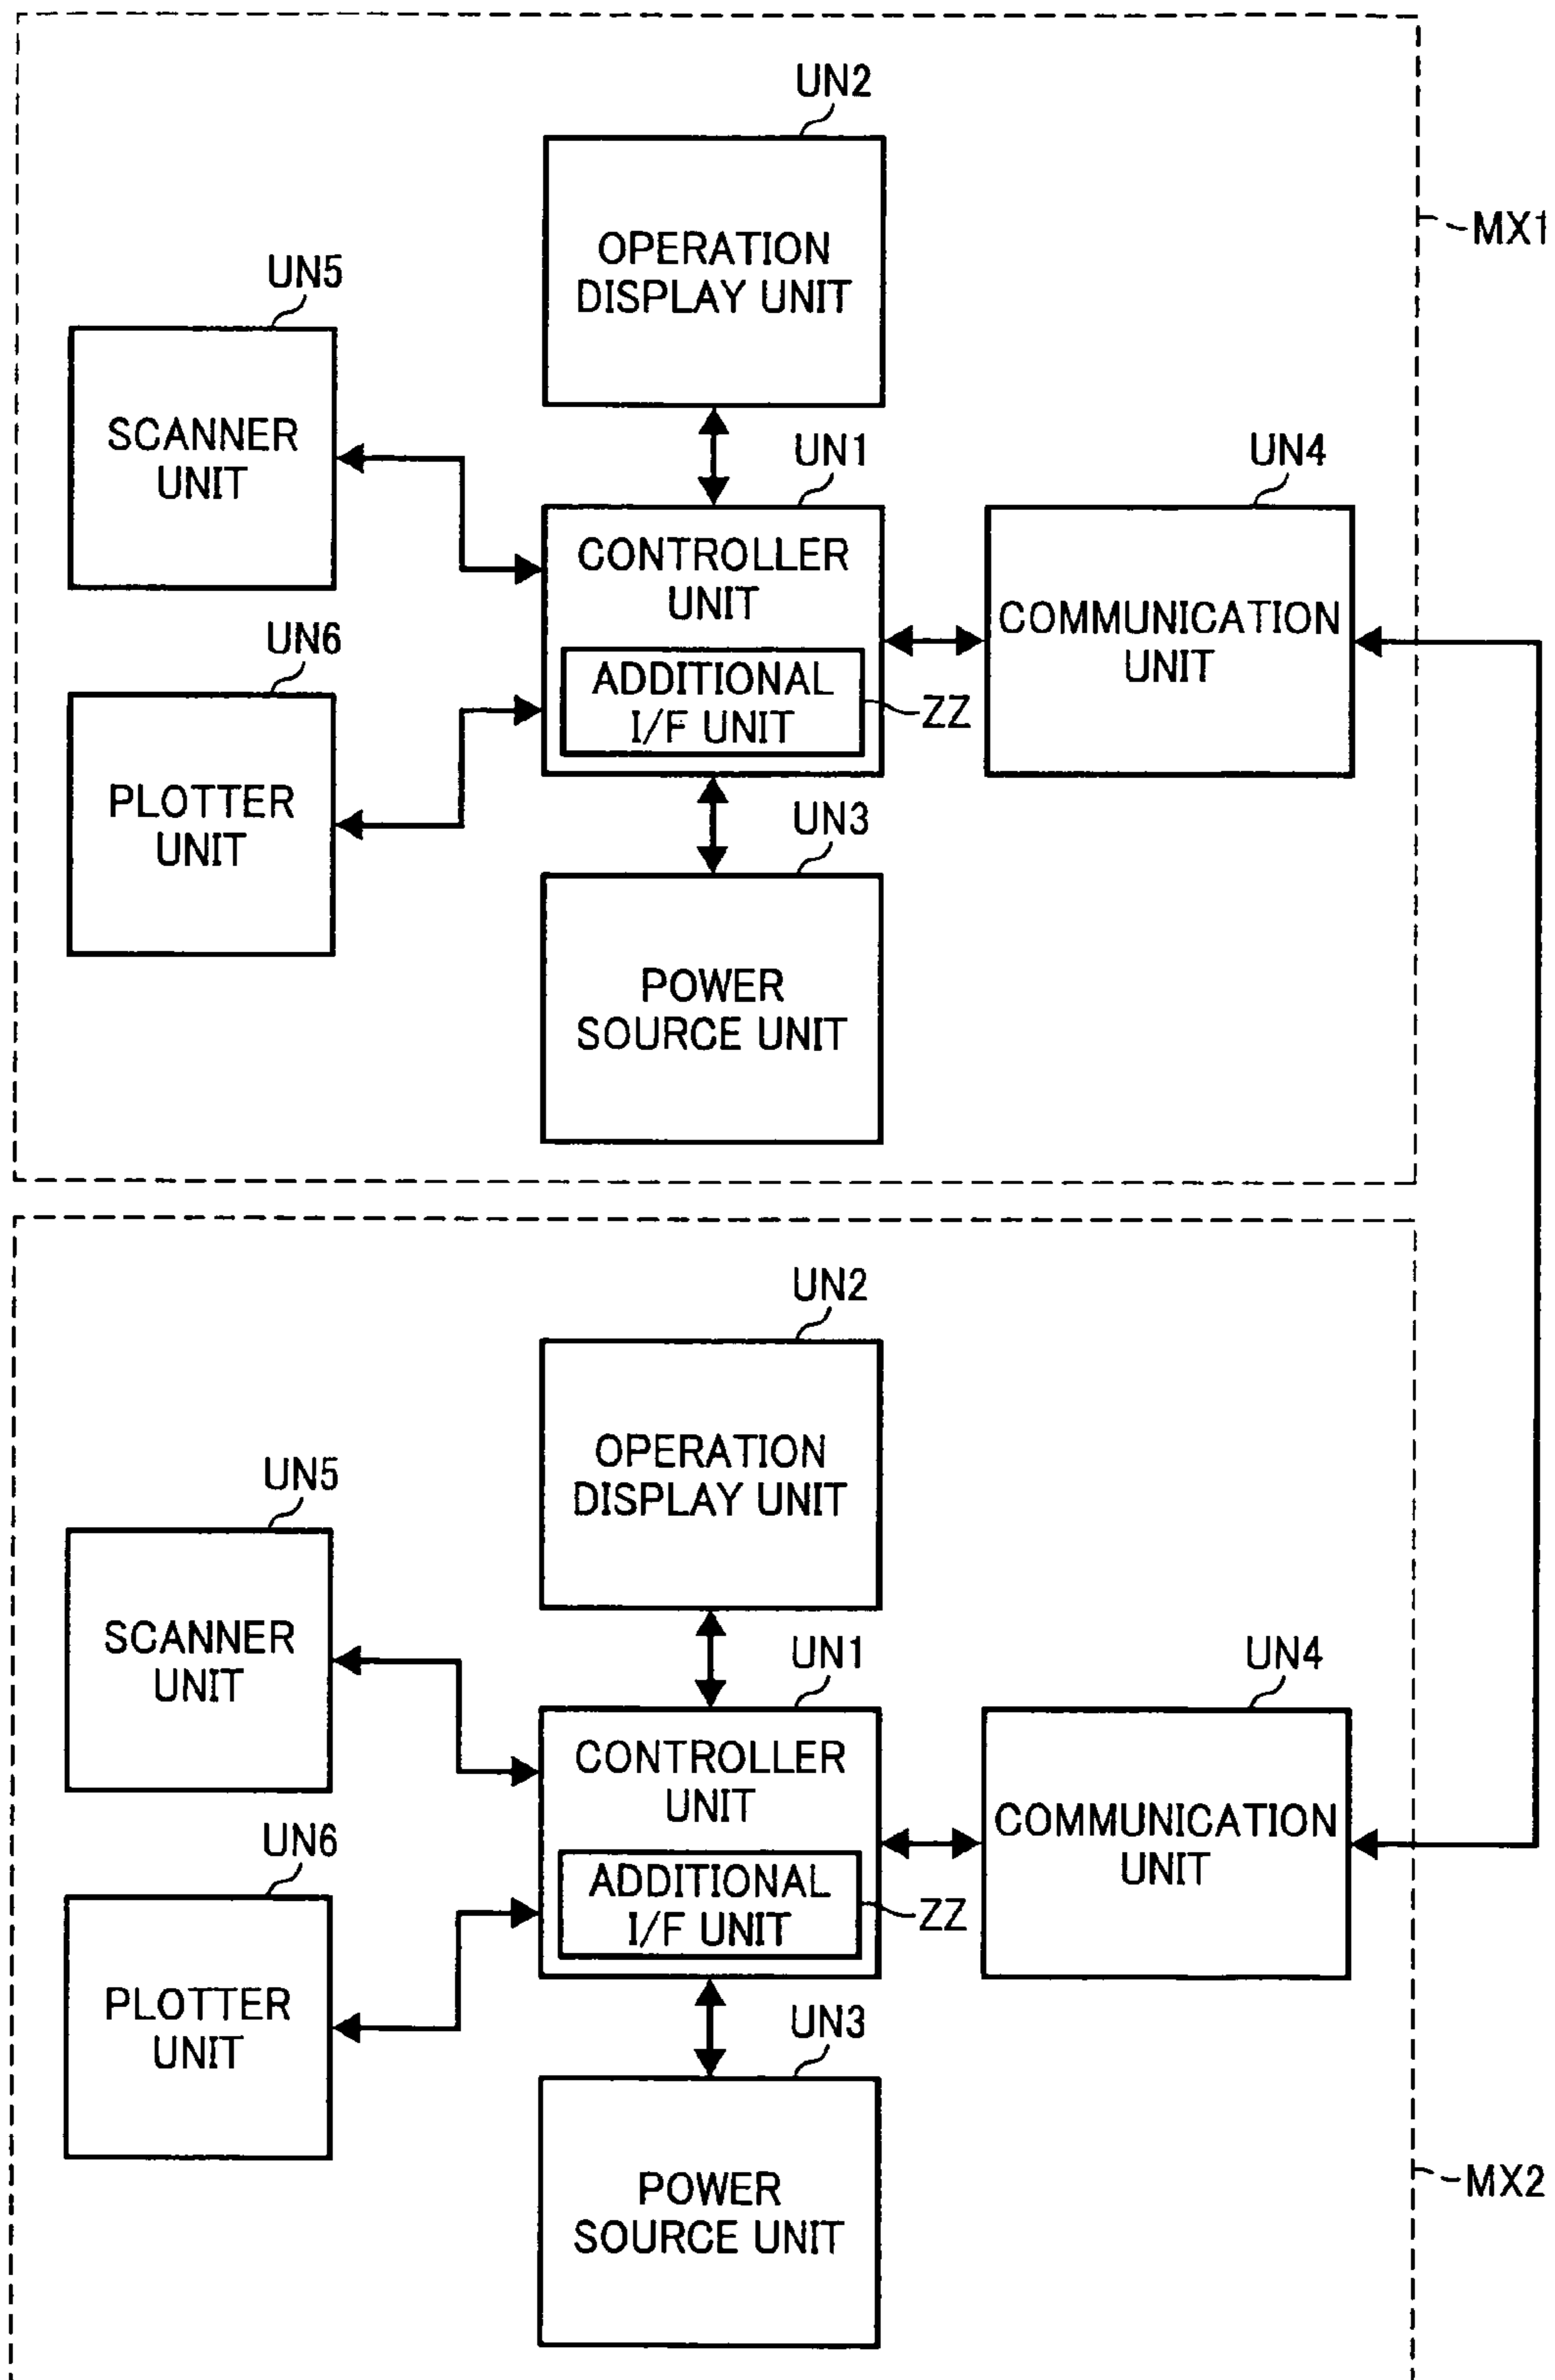 UN2
OPERATION
DISPLAY UNIT
MX1
UN5
SCANNER
UNIT
UN1
CONTROLLER
UNIT
ADDITIONAL
I/F UNIT
ZZ
UN4
COMMUNICATION
UNIT
UN6
PLOTTER
UNIT
UN3
POWER
SOURCE UNIT
UN2
OPERATION
DISPLAY UNIT
UN5
SCANNER
UNIT
UN1
CONTROLLER
UNIT
ADDITIONAL
I/F UNIT
ZZ
UN4
COMMUNICATION
UNIT
UN6
PLOTTER
UNIT
UN3
POWER
SOURCE UNIT
MX2